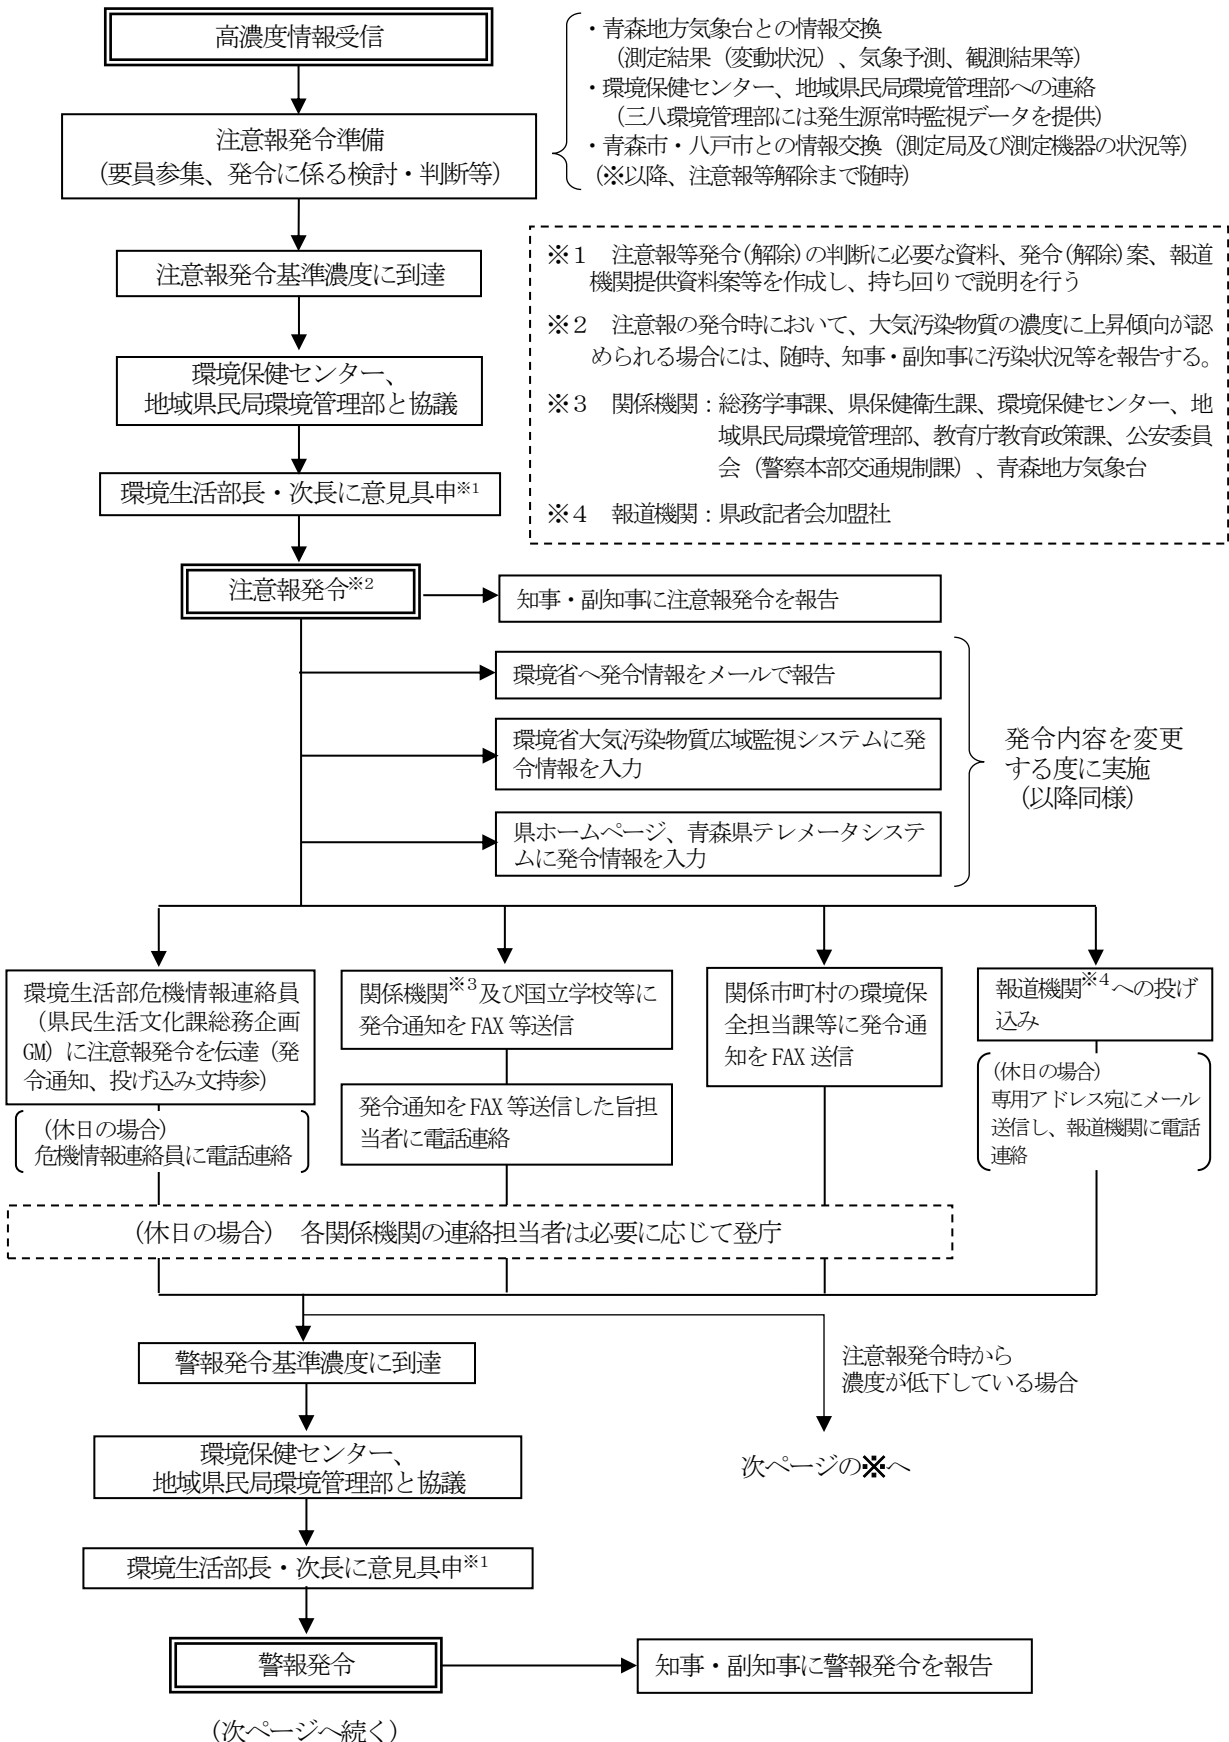 高濃度情報受信
・青森地方気象台との情報交換
（測定結果（変動状況）、気象予測、観測結果等）
・環境保健センター、地域県民局環境管理部への連絡
（三八環境管理部には発生源常時監視データを提供）
・青森市・八戸市との情報交換（測定局及び測定機器の状況等）
（※以降、注意報等解除まで随時）
注意報発令準備
（要員参集、発令に係る検討・判断等）
注意報発令基準濃度に到達
環境保健センター、
地域県民局環境管理部と協議
環境生活部長・次長に意見具申※1
※１　注意報等発令(解除)の判断に必要な資料、発令(解除)案、報道
機関提供資料案等を作成し、持ち回りで説明を行う
※２　注意報の発令時において、大気汚染物質の濃度に上昇傾向が認
められる場合には、随時、知事・副知事に汚染状況等を報告する。
※３　関係機関：総務学事課、県保健衛生課、環境保健センター、地
域県民局環境管理部、教育庁教育政策課、公安委員
会（警察本部交通規制課）、青森地方気象台
※４　報道機関：県政記者会加盟社
注意報発令※2
知事・副知事に注意報発令を報告
環境省へ発令情報をメールで報告
環境省大気汚染物質広域監視システムに発
令情報を入力
県ホームページ、青森県テレメータシステ
ムに発令情報を入力
発令内容を変更
する度に実施
（以降同様）
環境生活部危機情報連絡員
（県民生活文化課総務企画
GM）に注意報発令を伝達（発
令通知、投げ込み文持参）
（休日の場合）
危機情報連絡員に電話連絡
関係機関※3及び国立学校等に
発令通知を FAX 等送信
発令通知を FAX 等送信した旨担
当者に電話連絡
関係市町村の環境保
全担当課等に発令通
知を FAX 送信
報道機関※4への投げ
込み
（休日の場合）
専用アドレス宛にメール
送信し、報道機関に電話
連絡
（休日の場合）　各関係機関の連絡担当者は必要に応じて登庁
警報発令基準濃度に到達
注意報発令時から
濃度が低下している場合
次ページの※へ
環境保健センター、
地域県民局環境管理部と協議
環境生活部長・次長に意見具申※1
警報発令
知事・副知事に警報発令を報告
（次ページへ続く）